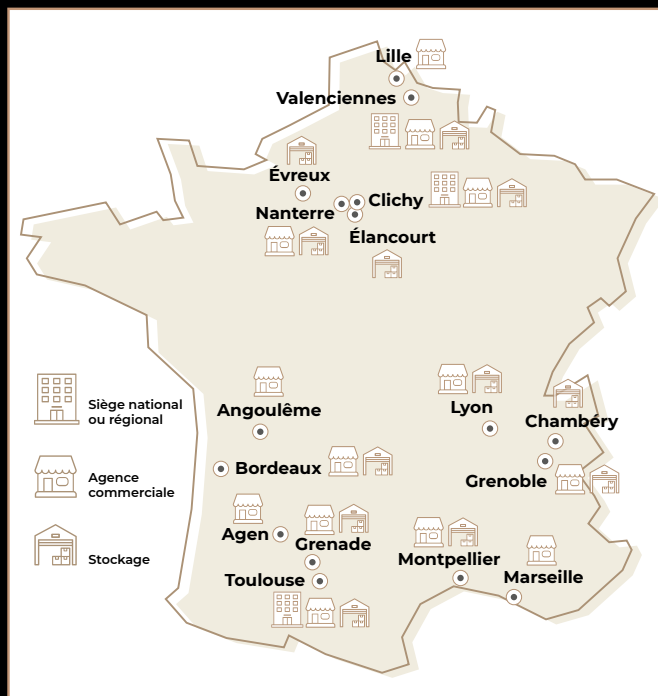 Lille
Valenciennes
Évreux
Clichy
Nanterre
Élancourt
Siège national
ou régional
Agence
commerciale
Stockage
Angoulême
Lyon
Chambéry
Bordeaux
Grenoble
Agen
Grenade
Montpellier
Toulouse
Marseille